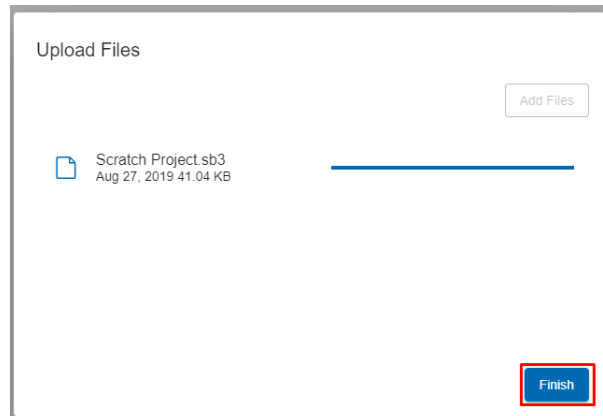 Upload Files
Add Files
Scratch Project.sb3
Aug 27, 2019 41.04 KB
Finish